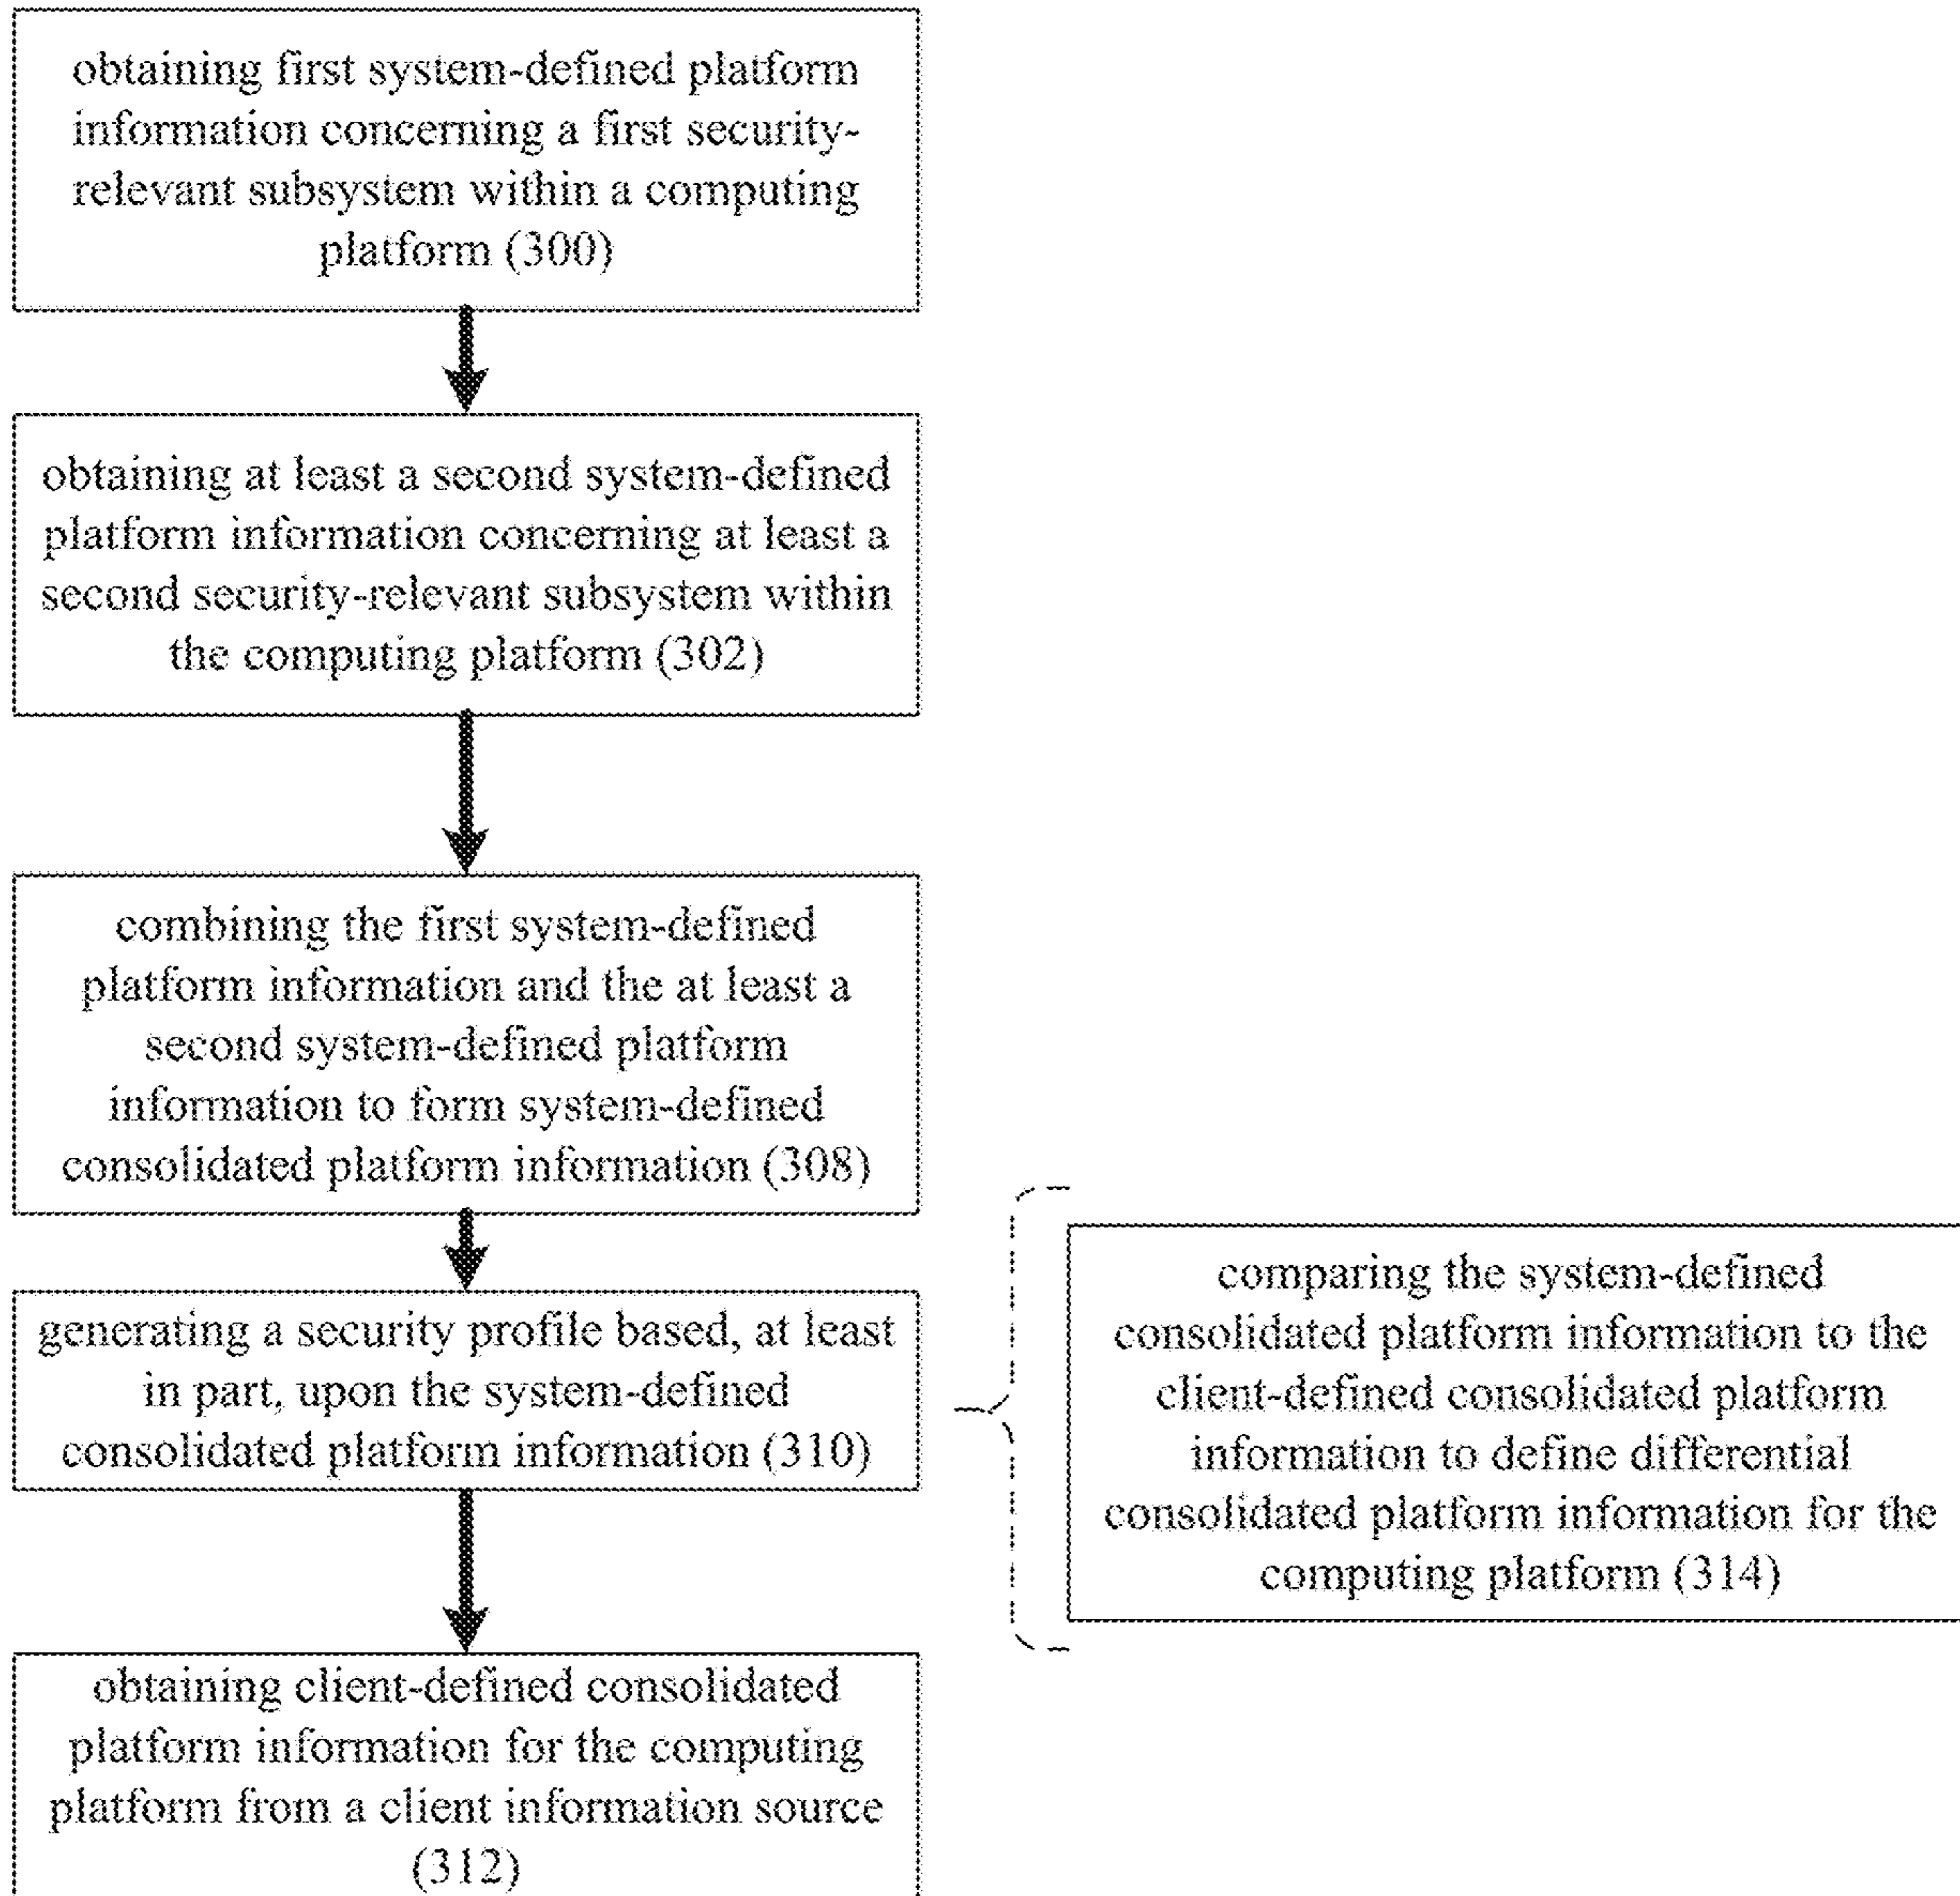 obtaining first system-defined platform
information concerning a first security-
relevant subsystem within a computing
platform (300)
obtaining at least a second system-defined
platform information concerning at least a
second security-relevant subsystem within
the computing platform (302)
combining the first system-defined
platform information and the at least a
second system-defined platform
information to form system-defined
consolidated platform information (308)
generating a security profile based, at least
in part, upon the system-defined
consolidated platform information (310)
comparing the system-defined
consolidated platform information to the
client-defined consolidated platform
information to define differential
consolidated platform information for the
computing platform (314)
obtaining client-defined consolidated
platform information for the computing
platform from a client information source
(312)